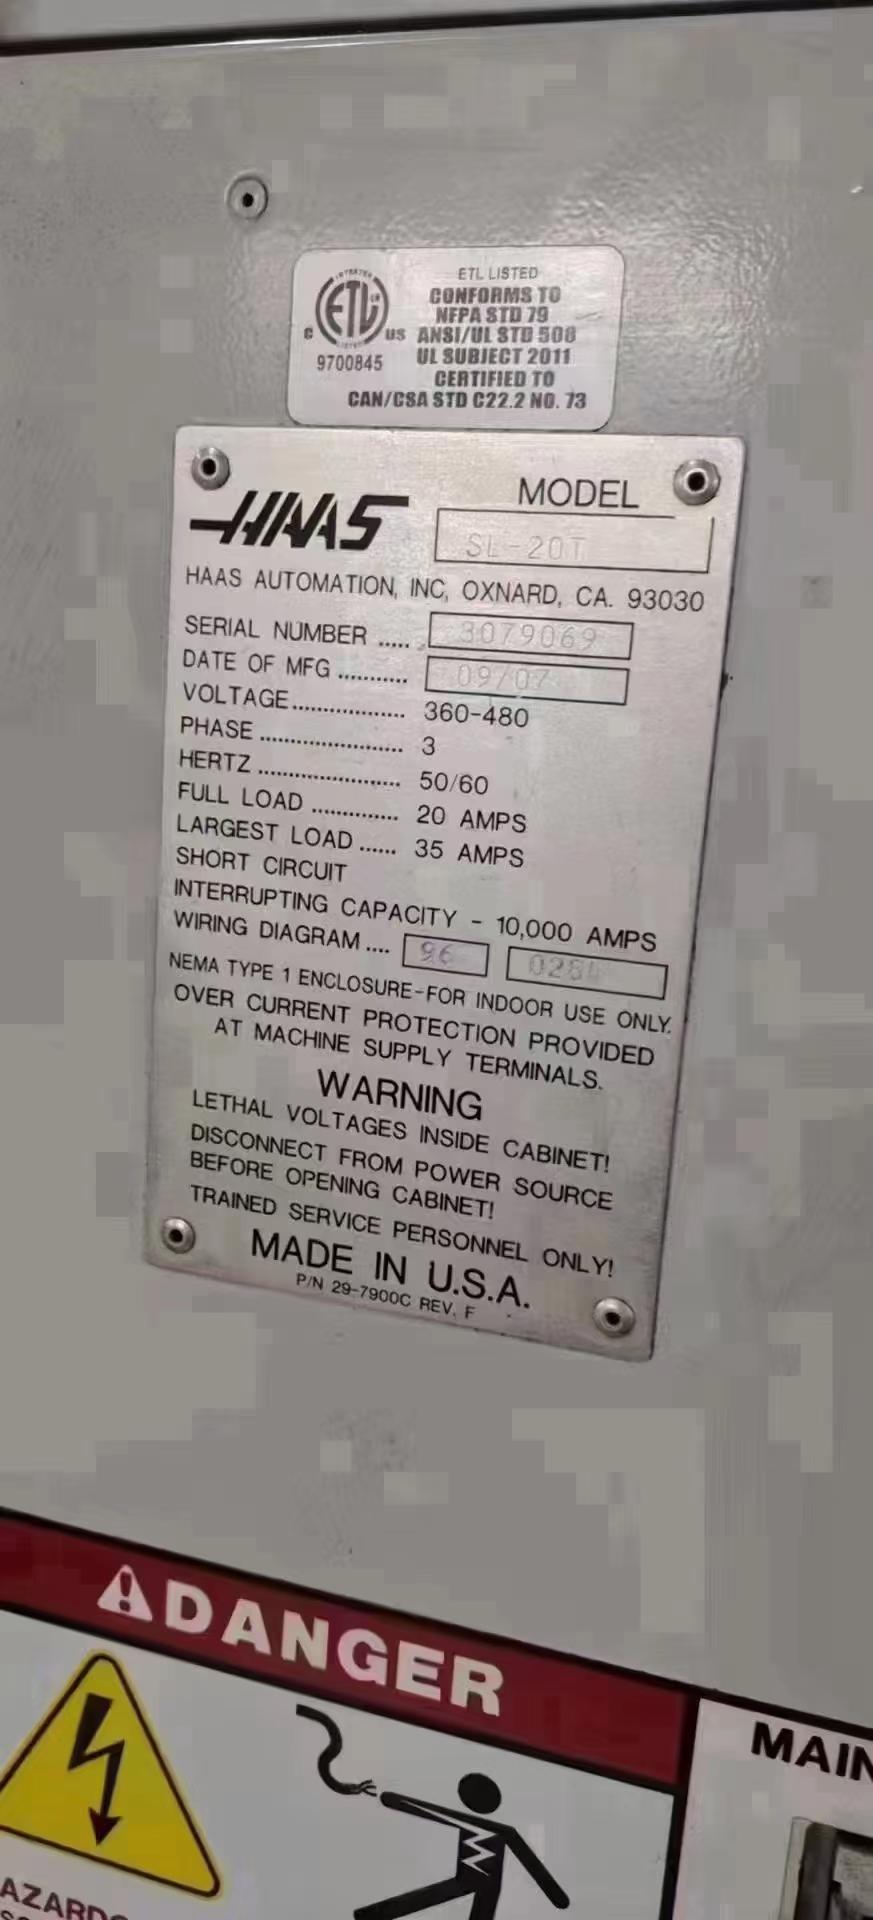 INTERTEK
ETL
LISTED
C US
9700845
ETL LISTED
CONFORMS TO
NFPA STD 79
ANSI/UL STD 508
UL SUBJECT 2011
CERTIFIED TO
CAN/CSA STD C22.2 NO. 73
HAAS
MODEL
SL-20T
HAAS AUTOMATION, INC, OXNARD, CA. 93030
SERIAL NUMBER ..... 3079069
DATE OF MFG ........... 09/07
VOLTAGE .................. 360-480
PHASE ....................... 3
HERTZ ....................... 50/60
FULL LOAD .............. 20 AMPS
LARGEST LOAD ...... 35 AMPS
SHORT CIRCUIT
INTERRUPTING CAPACITY - 10,000 AMPS
WIRING DIAGRAM .... 96
NEMA TYPE 1 ENCLOSURE-FOR INDOOR USE ONLY.
OVER CURRENT PROTECTION PROVIDED
AT MACHINE SUPPLY TERMINALS.
WARNING
LETHAL VOLTAGES INSIDE CABINET!
DISCONNECT FROM POWER SOURCE
BEFORE OPENING CABINET!
TRAINED SERVICE PERSONNEL ONLY!
MADE IN U.S.A.
P/N 29-7900C REV. F
DANGER
MAIN